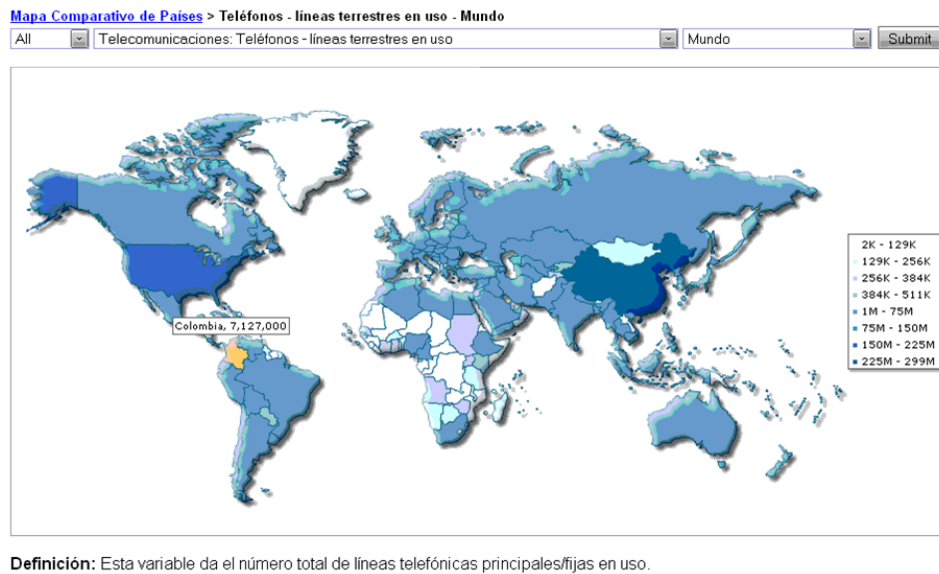 Mapa Comparativo de Países > Teléfonos - líneas terrestres en uso - Mundo
All Telecomunicaciones: Teléfonos - líneas terrestres en uso Mundo Submit
2K - 129K
129K - 256K
256K - 384K
384K - 511K
1M - 75M
75M - 150M
150M - 225M
225M - 299M
Colombia, 7,127,000
Definición: Esta variable da el número total de líneas telefónicas principales/fijas en uso.